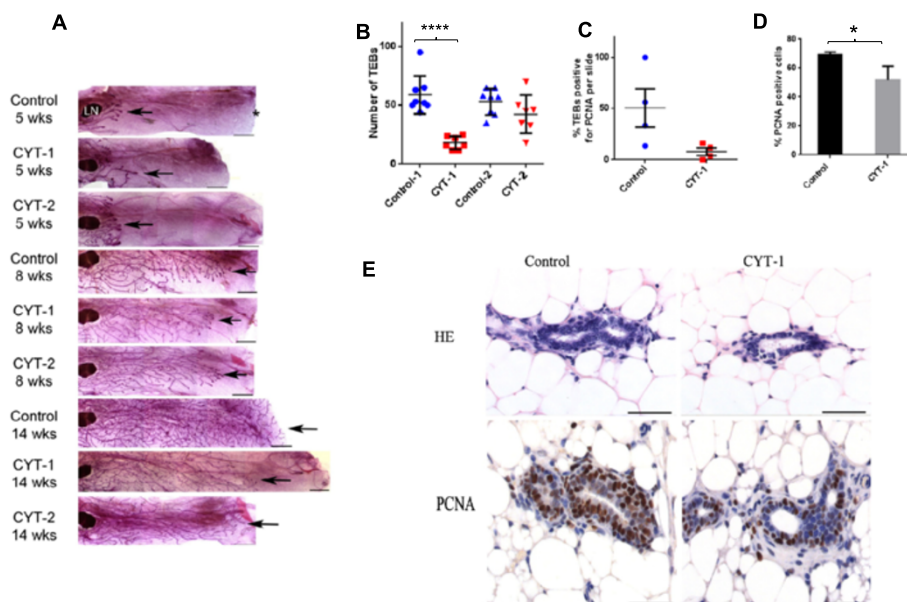 A
Control
5 wks
LN
*
CYT-1
5 wks
CYT-2
5 wks
Control
8 wks
CYT-1
8 wks
CYT-2
8 wks
Control
14 wks
CYT-1
14 wks
CYT-2
14 wks
B
****
Number of TEBs
100
50
0
Control-1
CYT-1
Control-2
CYT-2
C
% TEBs positive
for PCNA per slide
150
100
50
0
Control
CYT-1
D
*
% PCNA positive cells
80
60
40
20
0
Control
CYT-1
E
Control
CYT-1
HE
PCNA